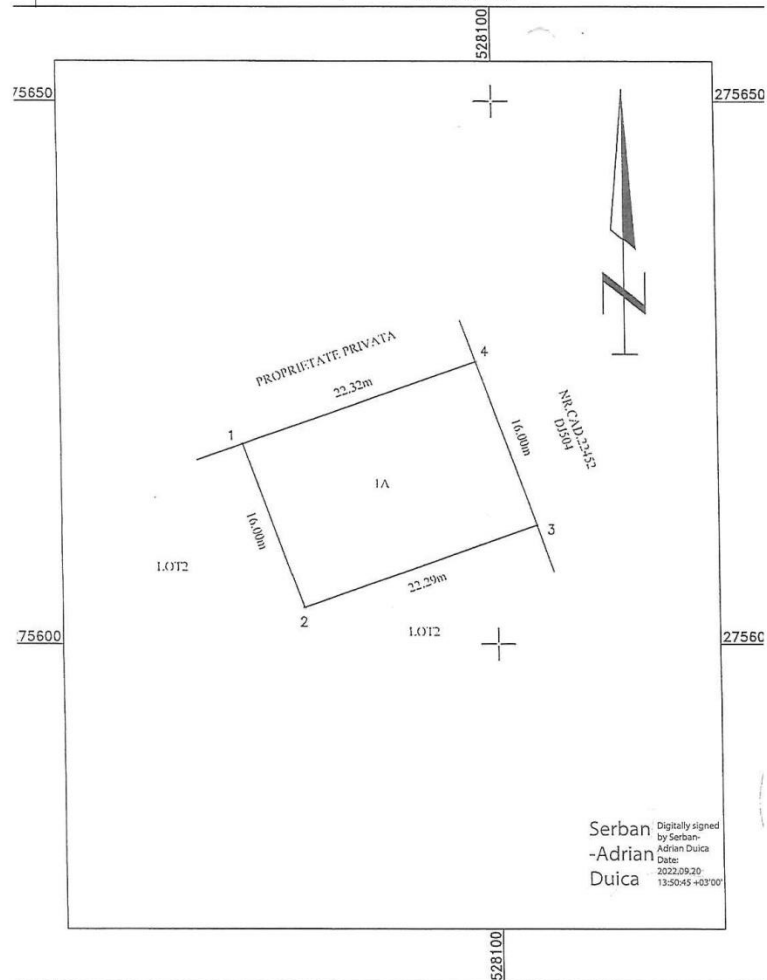 528100
75650
275650
N
PROPRIETATE PRIVATA
4
22.32m
1
NR.CAD.22452
DJ504
16.00m
1A
16.00m
3
LOT2
22.29m
2
LOT2
75600
27560
Serban
-Adrian
Duica
Digitally signed
by Serban-
Adrian Duica
Date:
2022.09.20
13:50:45 +03'00'
528100